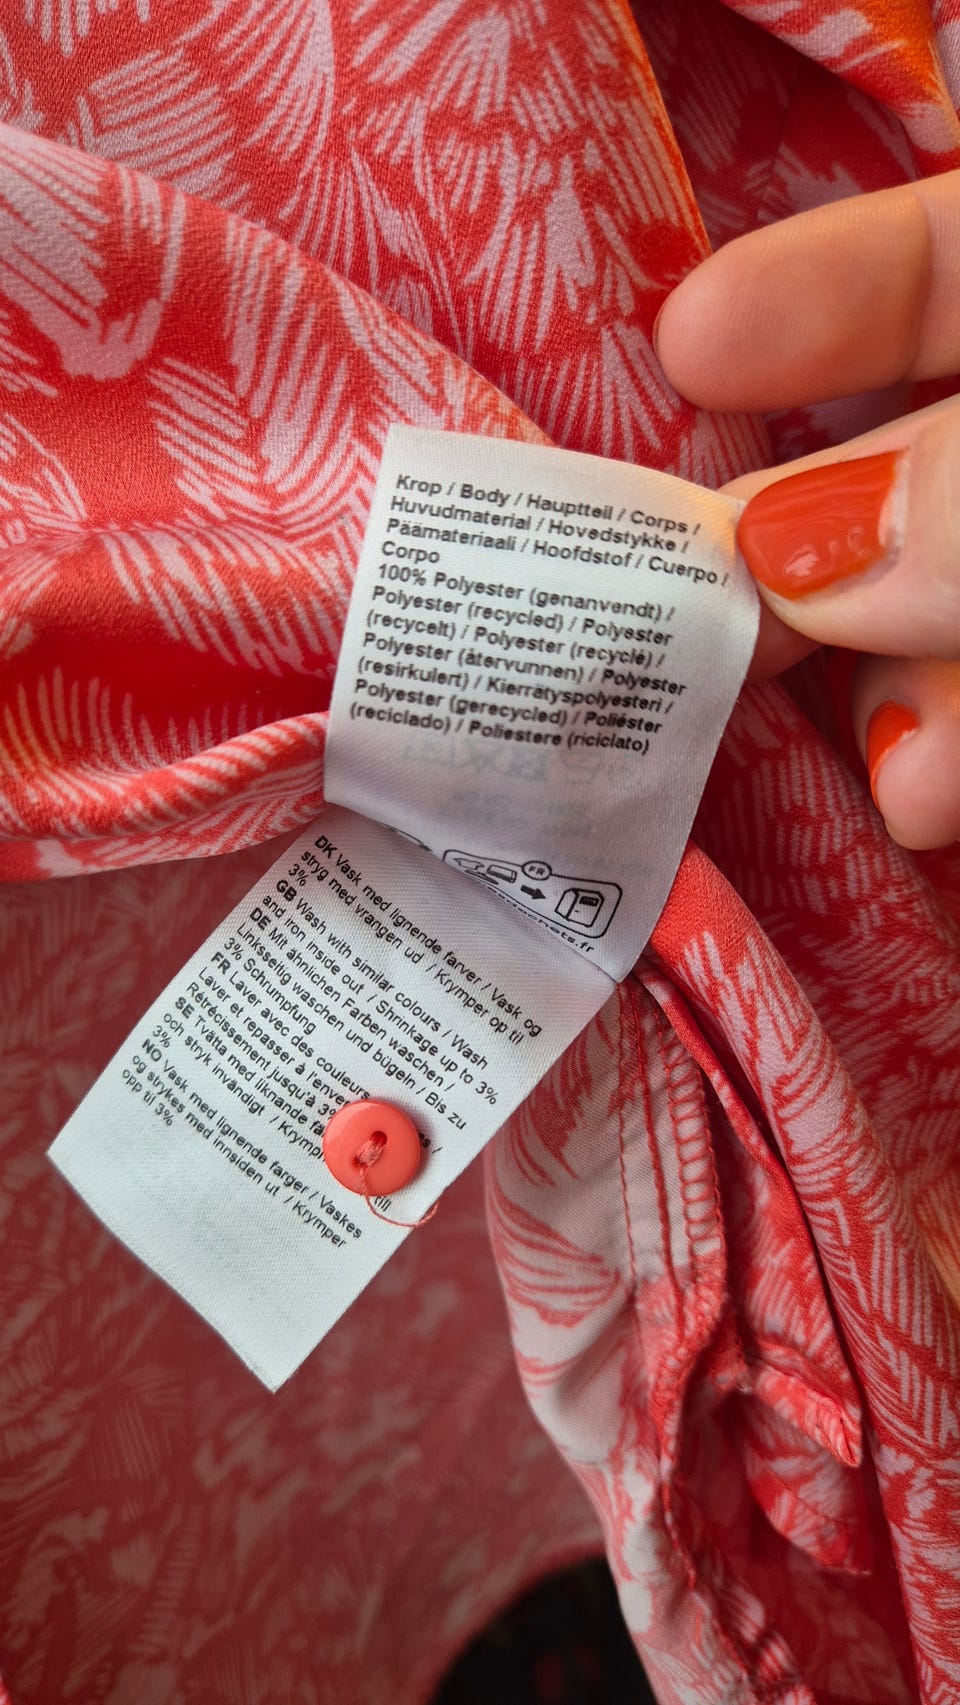 Krop / Body / Hauptteil / Corps /
Huvudmaterial / Hovedstykke /
Päämateriaali / Hoofdstof / Cuerpo /
Corpo
100% Polyester (genanvendt) /
Polyester (recycled) / Polyester
(recycelt) / Polyester (recyclé) /
Polyester (återvunnen) / Polyester
(resirkulert) / Kierrätyspolyesteri /
Polyester (gerecycled) / Poliéster
(reciclado) / Poliestere (riciclato)
FR
DK Vask med lignende farver / Vask og
stryg med vrangen ud / Krymper op til
3%
GB Wash with similar colours / Wash
and iron inside out / Shrinkage up to 3%
DE Mit ähnlichen Farben waschen /
Linksseitig waschen und bügeln / Bis zu
3% Schrumpfung
FR Laver avec des couleurs
Laver et repasser à l'envers /
Rétrécissement jusqu'à 3%
SE Tvätta med liknande
och stryk invändigt / till
3%
NO Vask med lignende farger / Vaskes
og strykes med innsiden ut / Krymper
opp til 3%